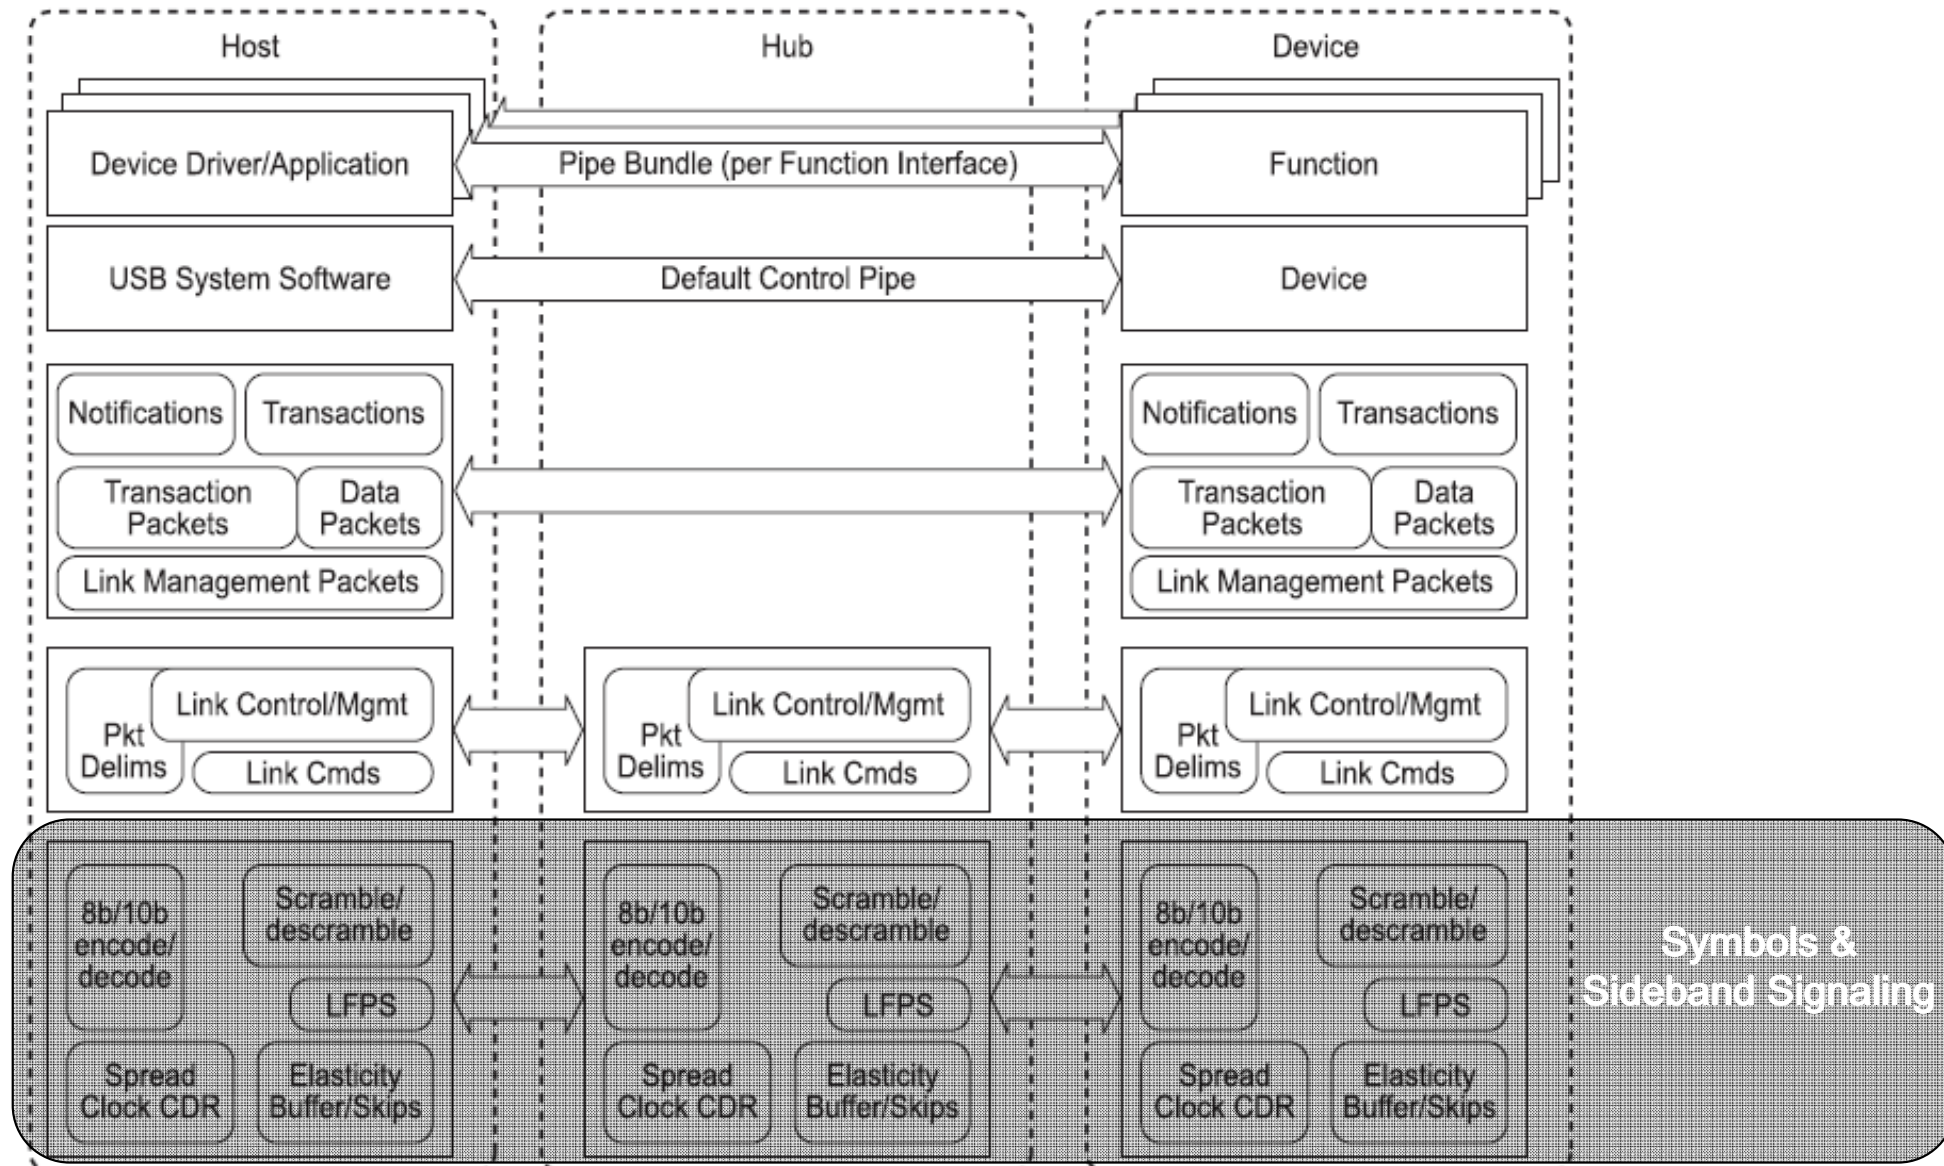 Host
Hub
Device
Device Driver/Application
Pipe Bundle (per Function Interface)
Function
USB System Software
Default Control Pipe
Device
Notifications
Transactions
Transaction
Packets
Data
Packets
Link Management Packets
Notifications
Transactions
Transaction
Packets
Data
Packets
Link Management Packets
Link Control/Mgmt
Pkt
Delims
Link Cmds
Link Control/Mgmt
Pkt
Delims
Link Cmds
Link Control/Mgmt
Pkt
Delims
Link Cmds
8b/10b
encode/
decode
Scramble/
descramble
LFPS
Spread
Clock CDR
Elasticity
Buffer/Skips
8b/10b
encode/
decode
Scramble/
descramble
LFPS
Spread
Clock CDR
Elasticity
Buffer/Skips
8b/10b
encode/
decode
Scramble/
descramble
LFPS
Spread
Clock CDR
Elasticity
Buffer/Skips
Symbols &
Sideband Signaling